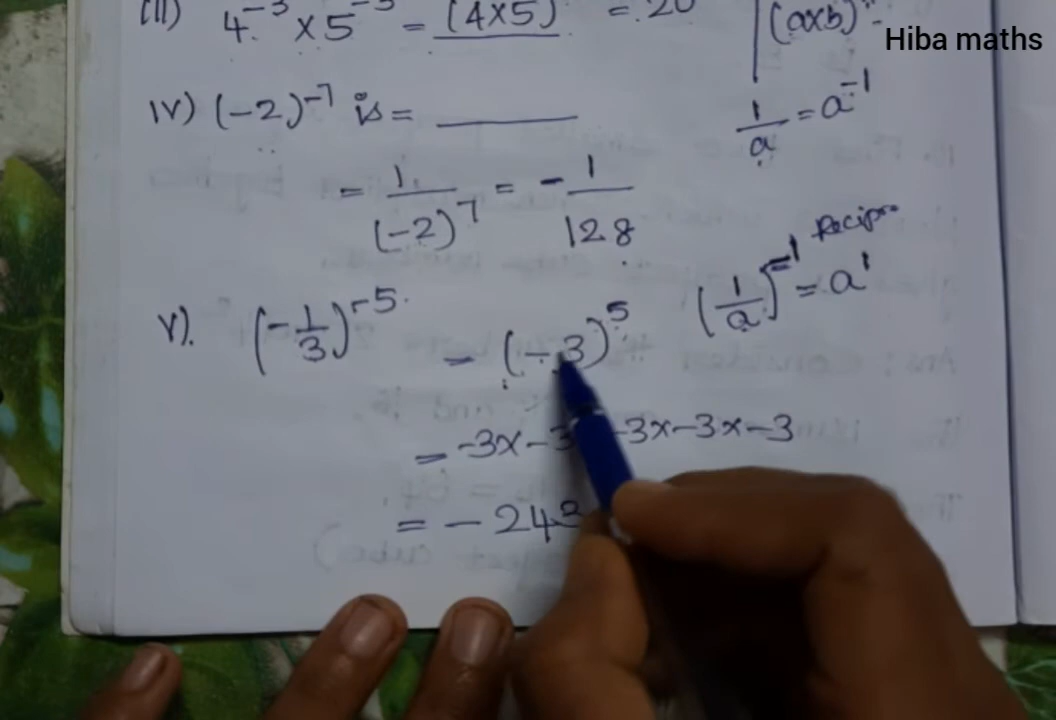 (iii) 4⁻³ × 5⁻³ = (4×5) = 20
(a×b)
Hiba maths
iv) (-2)⁻⁷ is = ________
1/a = a⁻¹
= 1/(-2)⁷ = -1/128
Recipro
v). (-1/3)⁻⁵ = (-3)⁵
(1/a)⁻¹ = a¹
= -3×-3 -3×-3×-3
= -243